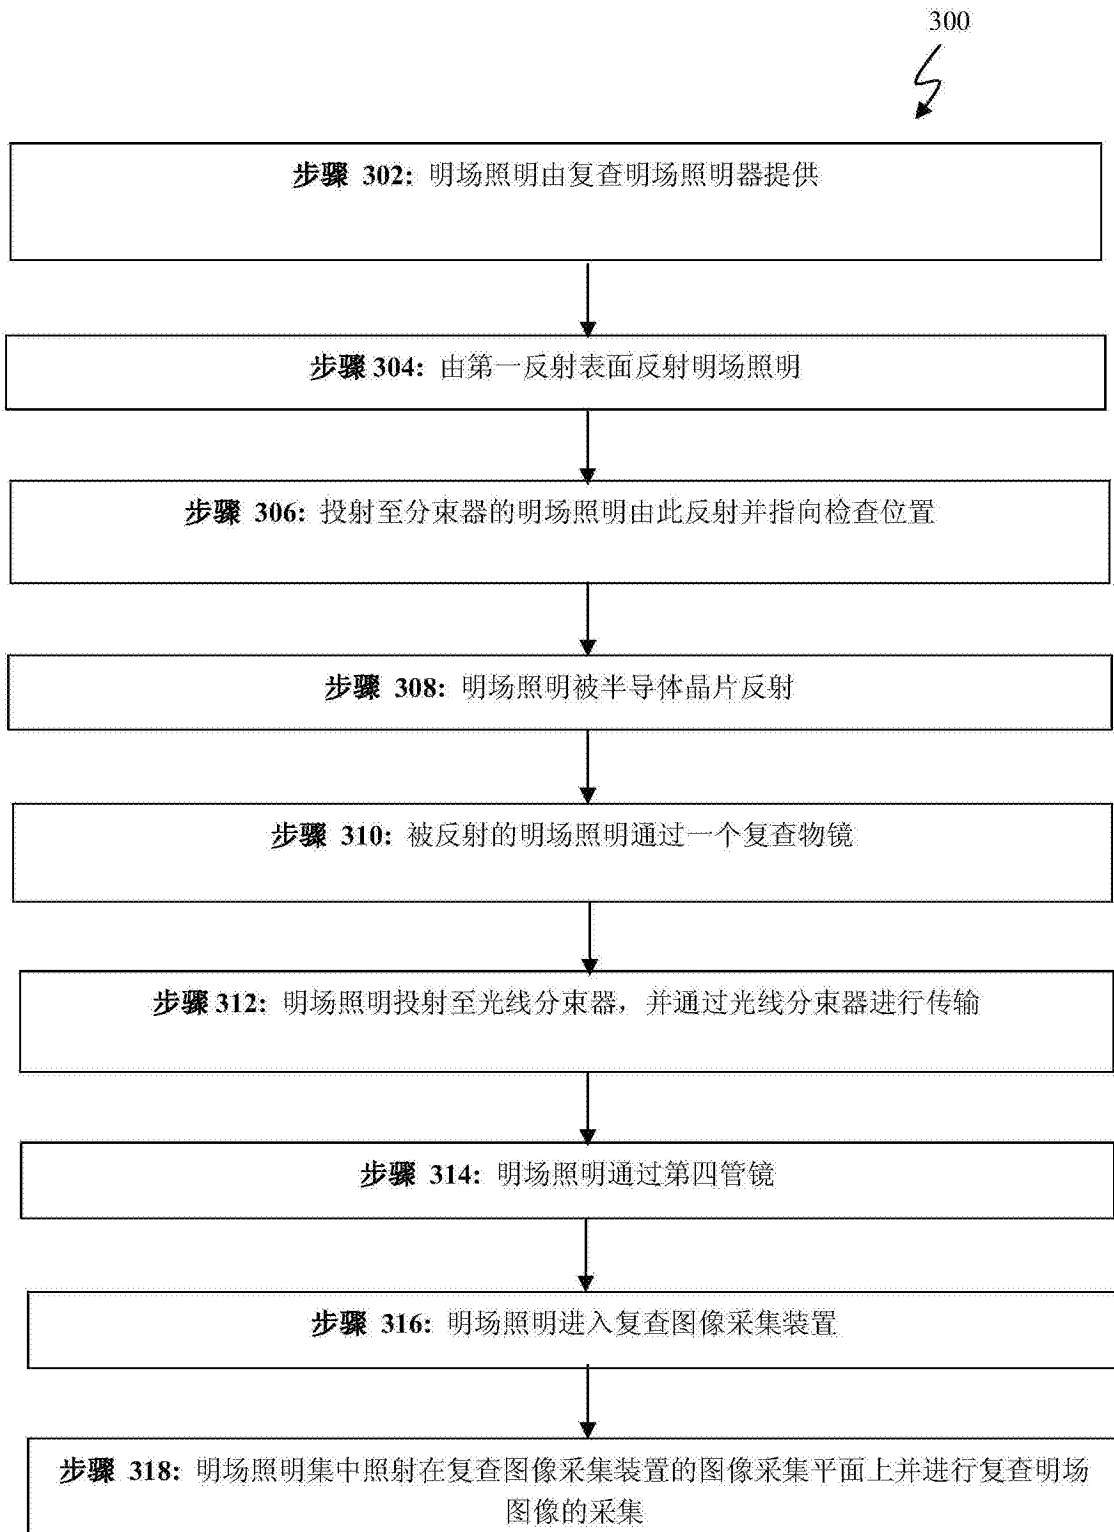 300
步骤 302: 明场照明由复查明场照明器提供
步骤304: 由第一反射表面反射明场照明
步骤 306: 投射至分束器的明场照明由此反射并指向检查位置
步骤 308: 明场照明被半导体晶片反射
步骤 310: 被反射的明场照明通过一个复查物镜
步骤312: 明场照明投射至光线分束器，并通过光线分束器进行传输
步骤 314: 明场照明通过第四管镜
步骤 316: 明场照明进入复查图像采集装置
步骤 318: 明场照明集中照射在复查图像采集装置的图像采集平面上并进行复查明场
图像的采集